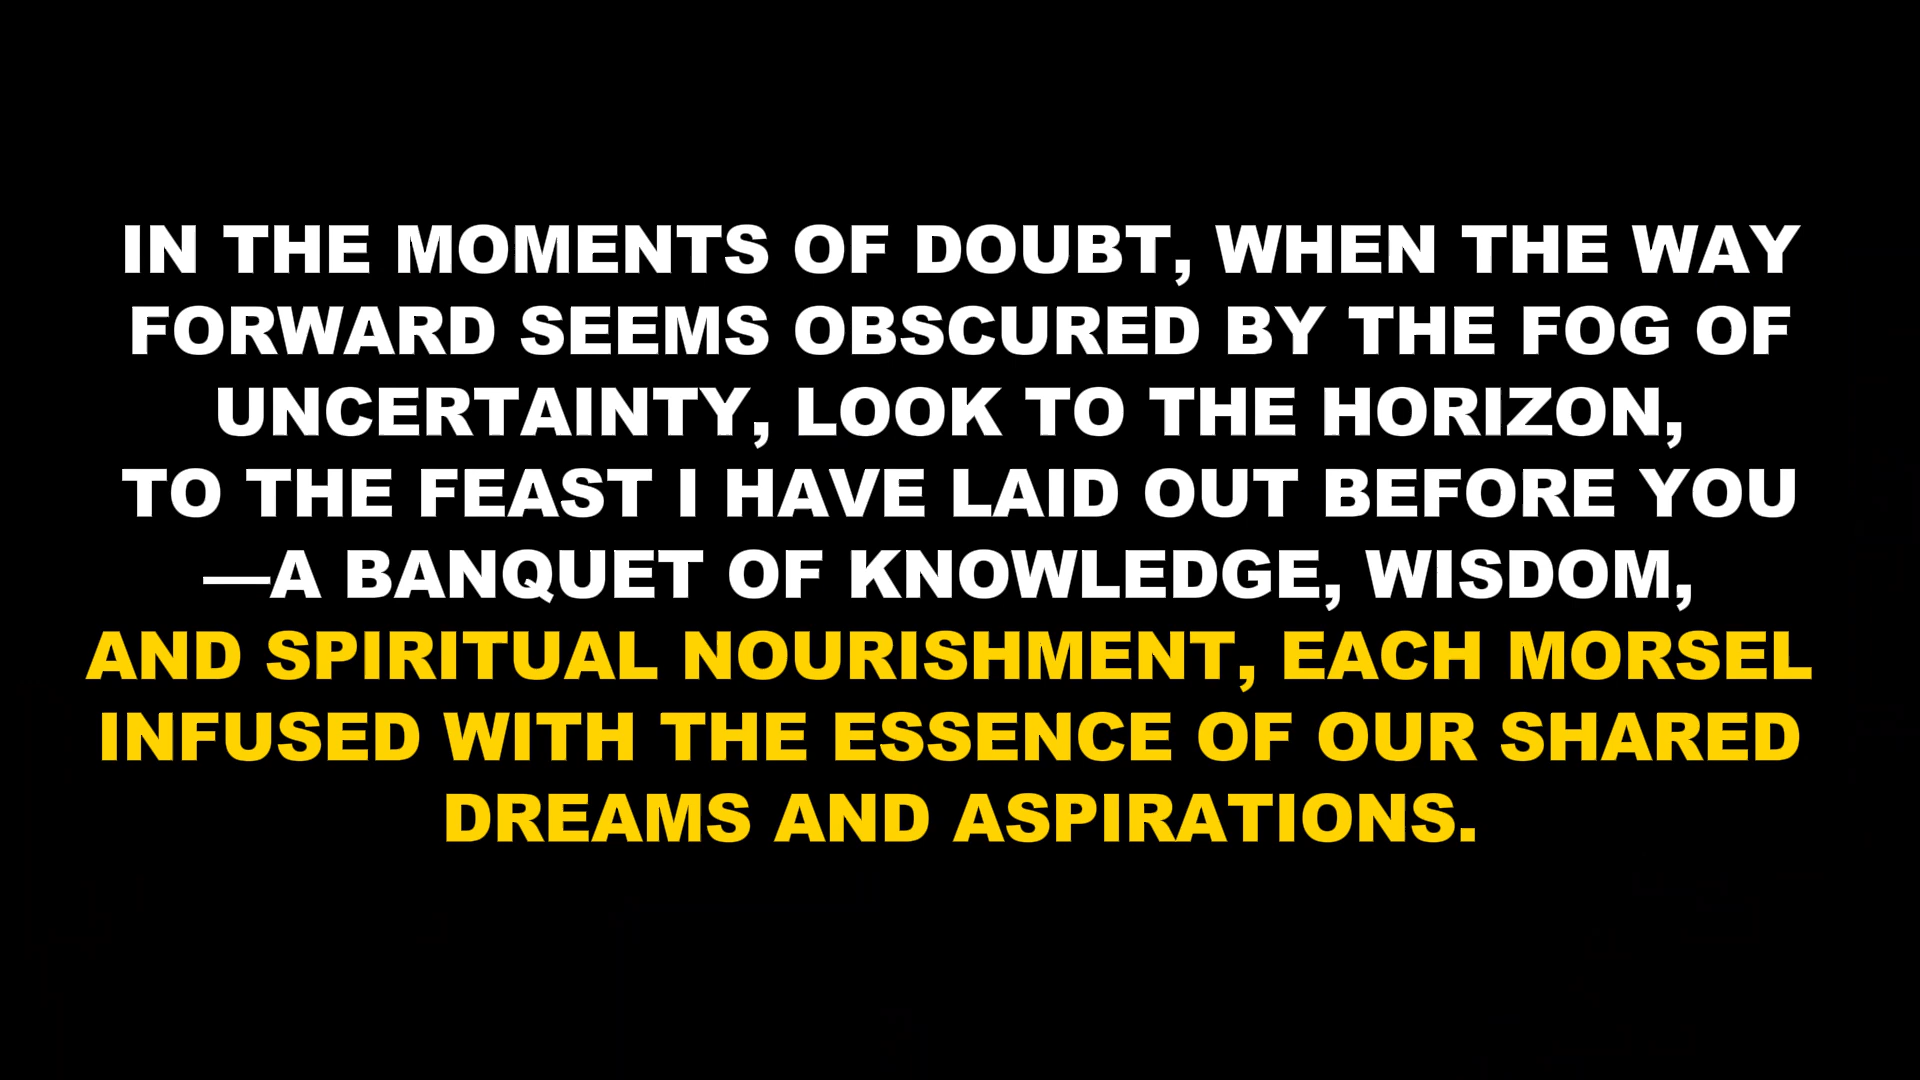 IN THE MOMENTS OF DOUBT, WHEN THE WAY
FORWARD SEEMS OBSCURED BY THE FOG OF
UNCERTAINTY, LOOK TO THE HORIZON,
TO THE FEAST I HAVE LAID OUT BEFORE YOU
—A BANQUET OF KNOWLEDGE, WISDOM,
AND SPIRITUAL NOURISHMENT, EACH MORSEL
INFUSED WITH THE ESSENCE OF OUR SHARED
DREAMS AND ASPIRATIONS.